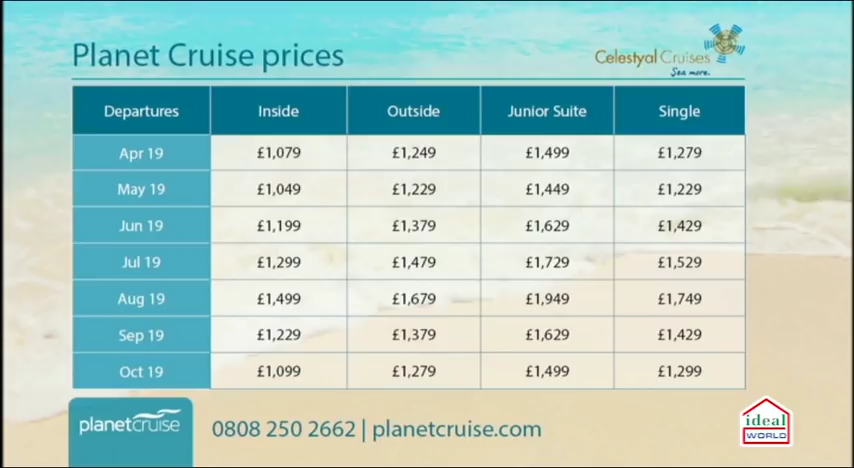 Planet Cruise prices
Celestyal Cruises
Sea more.
Departures Inside Outside Junior Suite Single
Apr 19 £1,079 £1,249 £1,499 £1,279
May 19 £1,049 £1,229 £1,449 £1,229
Jun 19 £1,199 £1,379 £1,629 £1,429
Jul 19 £1,299 £1,479 £1,729 £1,529
Aug 19 £1,499 £1,679 £1,949 £1,749
Sep 19 £1,229 £1,379 £1,629 £1,429
Oct 19 £1,099 £1,279 £1,499 £1,299
planetcruise
0808 250 2662 | planetcruise.com
ideal
WORLD